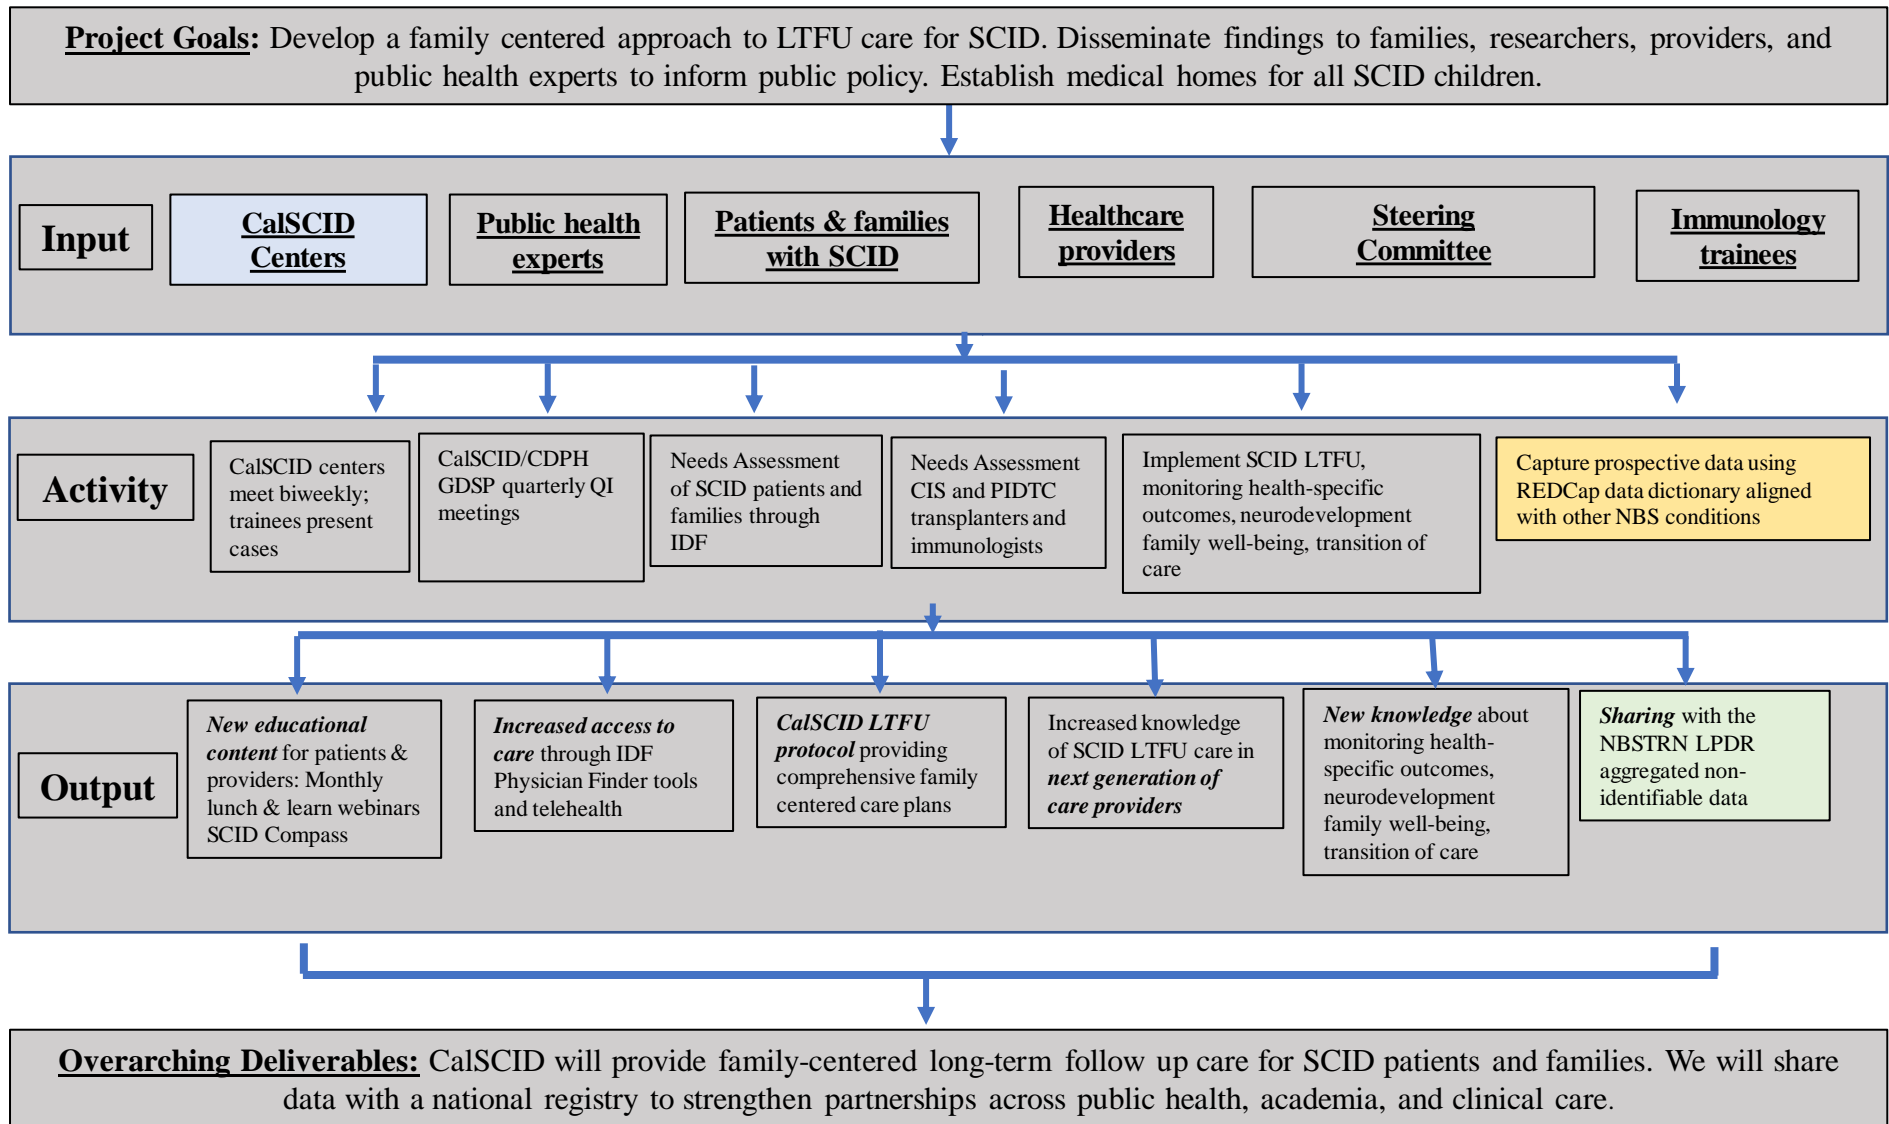 Project Goals: Develop a family centered approach to LTFU care for SCID. Disseminate findings to families, researchers, providers, and
public health experts to inform public policy. Establish medical homes for all SCID children.
Input
CalSCID
Centers
Public health
experts
Patients & families
with SCID
Healthcare
providers
Steering
Committee
Immunology
trainees
Activity
CalSCID centers
meet biweekly;
trainees present
cases
CalSCID/CDPH
GDSP quarterly QI
meetings
Needs Assessment
of SCID patients and
families through
IDF
Needs Assessment
CIS and PIDTC
transplanters and
immunologists
Implement SCID LTFU,
monitoring health-specific
outcomes, neurodevelopment
family well-being, transition of
care
Capture prospective data using
REDCap data dictionary aligned
with other NBS conditions
Output
New educational
content for patients &
providers: Monthly
lunch & learn webinars
SCID Compass
Increased access to
care through IDF
Physician Finder tools
and telehealth
CalSCID LTFU
protocol providing
comprehensive family
centered care plans
Increased knowledge
of SCID LTFU care in
next generation of
care providers
New knowledge about
monitoring health-
specific outcomes,
neurodevelopment
family well-being,
transition of care
Sharing with the
NBSTRN LPDR
aggregated non-
identifiable data
Overarching Deliverables: CalSCID will provide family-centered long-term follow up care for SCID patients and families. We will share
data with a national registry to strengthen partnerships across public health, academia, and clinical care.